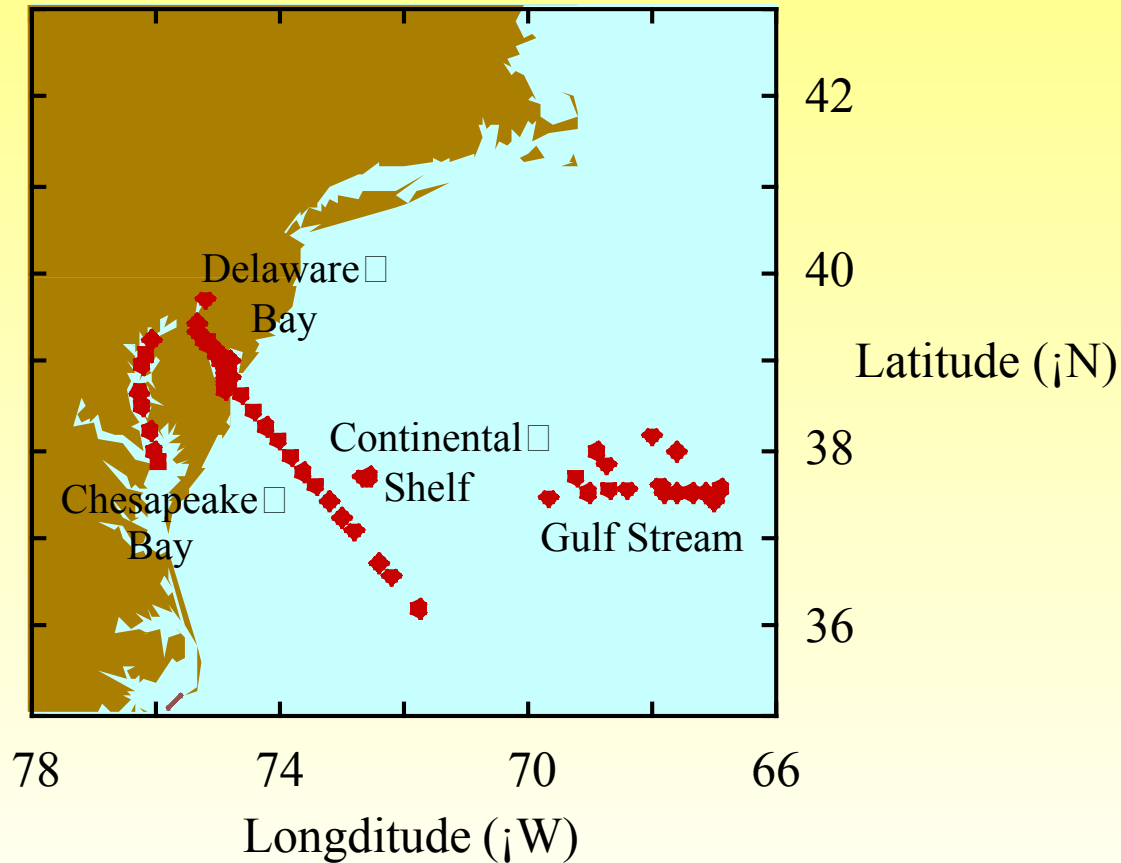 42
Delaware□
40
Bay
Latitude (¡N)
Continental□
38
Shelf
Chesapeake□
Bay
Gulf Stream
36
78
74
70
66
Longditude (¡W)